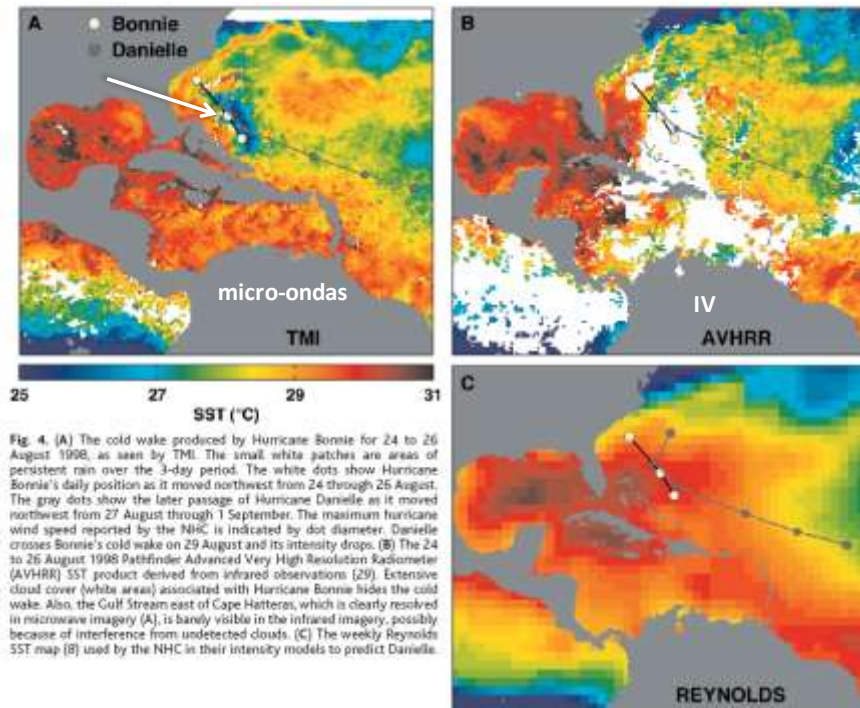 A
Bonnie
Danielle
micro-ondas
TMI
B
IV
AVHRR
25 27 29 31
SST (°C)
C
REYNOLDS
Fig. 4. (A) The cold wake produced by Hurricane Bonnie for 24 to 26
August 1998, as seen by TMI. The small white patches are areas of
persistent rain over the 3-day period. The white dots show Hurricane
Bonnie's daily position as it moved northwest from 24 through 26 August.
The gray dots show the later passage of Hurricane Danielle as it moved
northwest from 27 August through 1 September. The maximum hurricane
wind speed reported by the NHC is indicated by dot diameter. Danielle
crosses Bonnie's cold wake on 29 August and its intensity drops. (B) The 24
to 26 August 1998 Pathfinder Advanced Very High Resolution Radiometer
(AVHRR) SST product derived from infrared observations (29). Extensive
cloud cover (white areas) associated with Hurricane Bonnie hides the cold
wake. Also, the Gulf Stream east of Cape Hatteras, which is clearly resolved
in microwave imagery (A), is barely visible in the infrared imagery, possibly
because of interference from undetected clouds. (C) The weekly Reynolds
SST map (8) used by the NHC in their intensity models to predict Danielle.